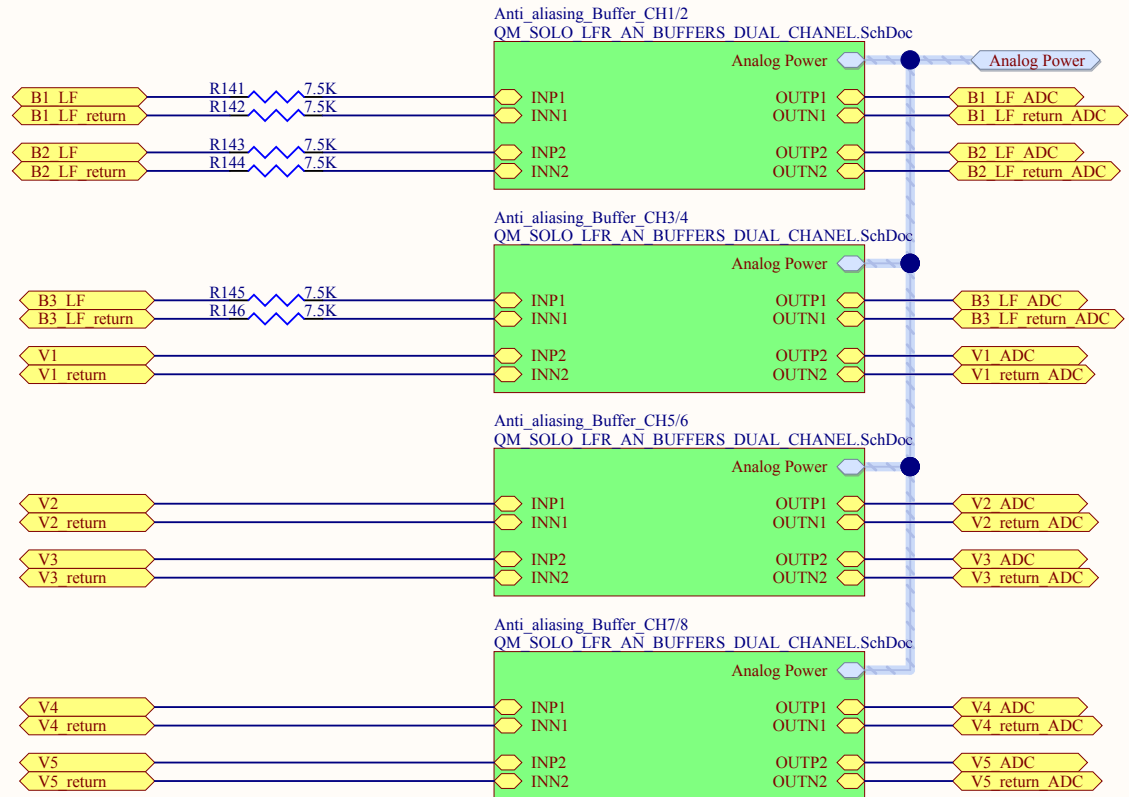 Anti_aliasing_Buffer_CH1/2
QM_SOLO_LFR_AN_BUFFERS_DUAL_CHANEL.SchDoc
Analog Power Analog Power
B1_LF R141 7.5K INP1 OUTP1 B1_LF_ADC
B1_LF_return R142 7.5K INN1 OUTN1 B1_LF_return_ADC
B2_LF R143 7.5K INP2 OUTP2 B2_LF_ADC
B2_LF_return R144 7.5K INN2 OUTN2 B2_LF_return_ADC
Anti_aliasing_Buffer_CH3/4
QM_SOLO_LFR_AN_BUFFERS_DUAL_CHANEL.SchDoc
Analog Power
B3_LF R145 7.5K INP1 OUTP1 B3_LF_ADC
B3_LF_return R146 7.5K INN1 OUTN1 B3_LF_return_ADC
V1 INP2 OUTP2 V1_ADC
V1_return INN2 OUTN2 V1_return_ADC
Anti_aliasing_Buffer_CH5/6
QM_SOLO_LFR_AN_BUFFERS_DUAL_CHANEL.SchDoc
Analog Power
V2 INP1 OUTP1 V2_ADC
V2_return INN1 OUTN1 V2_return_ADC
V3 INP2 OUTP2 V3_ADC
V3_return INN2 OUTN2 V3_return_ADC
Anti_aliasing_Buffer_CH7/8
QM_SOLO_LFR_AN_BUFFERS_DUAL_CHANEL.SchDoc
Analog Power
V4 INP1 OUTP1 V4_ADC
V4_return INN1 OUTN1 V4_return_ADC
V5 INP2 OUTP2 V5_ADC
V5_return INN2 OUTN2 V5_return_ADC